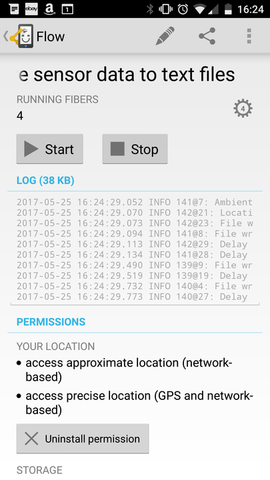 16:24
Flow
e sensor data to text files
RUNNING FIBERS
4
4
Start
Stop
LOG (38 KB)
2017-05-25 16:24:29.052 INFO 141@7: Ambient
2017-05-25 16:24:29.070 INFO 142@21: Locati
2017-05-25 16:24:29.073 INFO 142@23: File w
2017-05-25 16:24:29.094 INFO 141@8: File wr
2017-05-25 16:24:29.113 INFO 142@29: Delay
2017-05-25 16:24:29.134 INFO 141@28: Delay
2017-05-25 16:24:29.490 INFO 139@9: File wr
2017-05-25 16:24:29.519 INFO 139@19: Delay
2017-05-25 16:24:29.732 INFO 140@4: File wr
2017-05-25 16:24:29.773 INFO 140@27: Delay
PERMISSIONS
YOUR LOCATION
• access approximate location (network-
based)
• access precise location (GPS and network-
based)
Uninstall permission
STORAGE